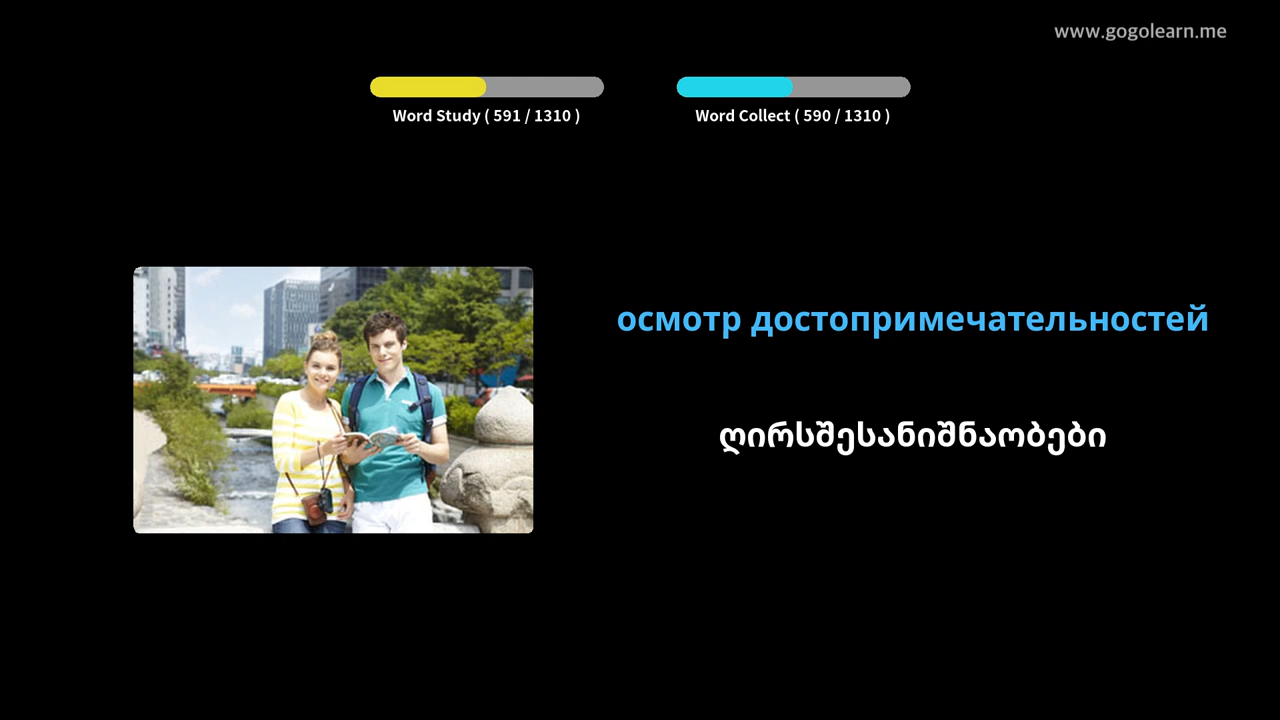 www.gogolearn.me
Word Study ( 591 / 1310 )
Word Collect ( 590 / 1310 )
осмотр достопримечательностей
ღირსშესანიშნაობები